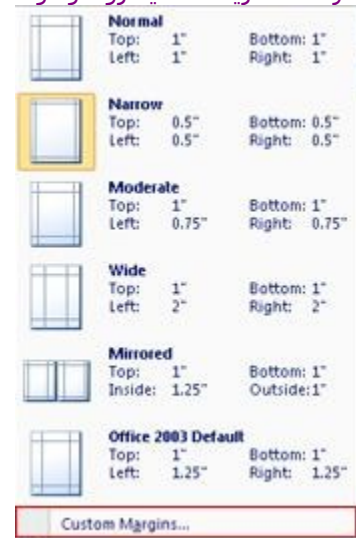 Normal
Top: 1" Bottom: 1"
Left: 1" Right: 1"
Narrow
Top: 0.5" Bottom: 0.5"
Left: 0.5" Right: 0.5"
Moderate
Top: 1" Bottom: 1"
Left: 0.75" Right: 0.75"
Wide
Top: 1" Bottom: 1"
Left: 2" Right: 2"
Mirrored
Top: 1" Bottom: 1"
Inside: 1.25" Outside: 1"
Office 2003 Default
Top: 1" Bottom: 1"
Left: 1.25" Right: 1.25"
Custom Margins...